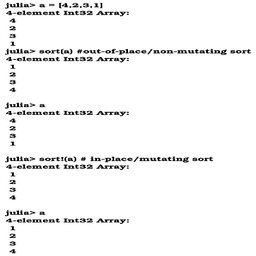 julia> a = [4,2,3,1]
4-element Int32 Array:
4
2
3
1
julia> sort(a) #out-of-place/non-mutating sort
4-element Int32 Array:
1
2
3
4
julia> a
4-element Int32 Array:
4
2
3
1
julia> sort!(a) # in-place/mutating sort
4-element Int32 Array:
1
2
3
4
julia> a
4-element Int32 Array:
1
2
3
4